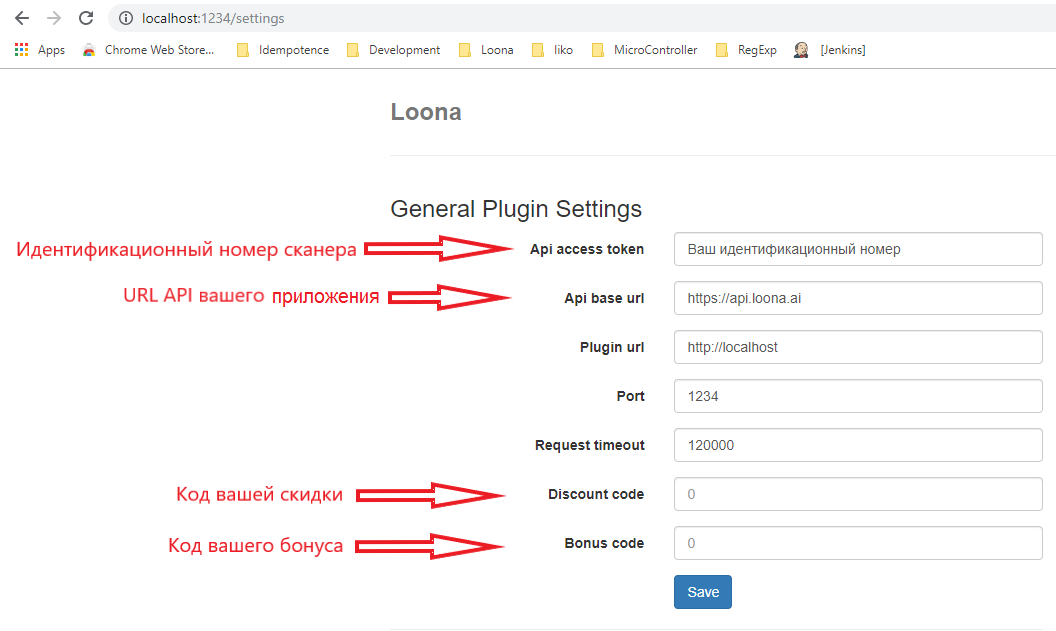 localhost:1234/settings
Apps Chrome Web Store... Idempotence Development Loona Iiko MicroController RegExp [Jenkins]
Loona
General Plugin Settings
Идентификационный номер сканера Api access token Ваш идентификационный номер
URL API вашего приложения Api base url https://api.loona.ai
Plugin url http://localhost
Port 1234
Request timeout 120000
Код вашей скидки Discount code 0
Код вашего бонуса Bonus code 0
Save